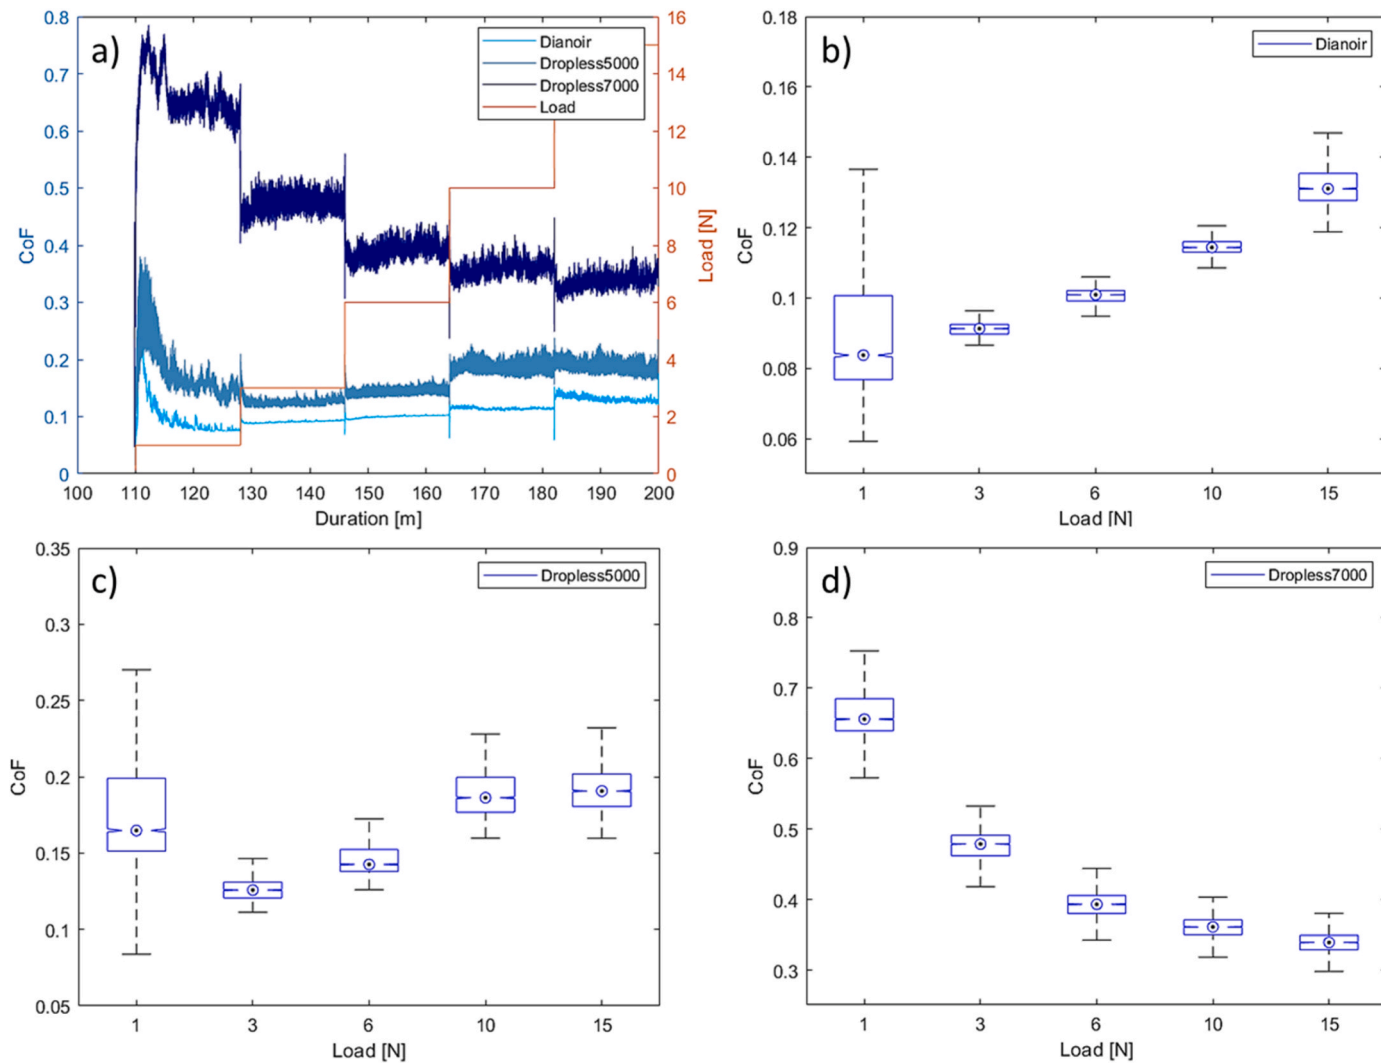 a)
0.8
0.7
0.6
0.5
0.4
0.3
0.2
0.1
0
CoF
16
14
12
10
8
6
4
2
0
Load [N]
Dianoir
Dropless5000
Dropless7000
Load
100 110 120 130 140 150 160 170 180 190 200
Duration [m]
b)
0.18
0.16
0.14
0.12
0.1
0.08
0.06
CoF
Dianoir
1 3 6 10 15
Load [N]
c)
0.35
0.3
0.25
0.2
0.15
0.1
0.05
CoF
Dropless5000
1 3 6 10 15
Load [N]
d)
0.9
0.8
0.7
0.6
0.5
0.4
0.3
CoF
Dropless7000
1 3 6 10 15
Load [N]